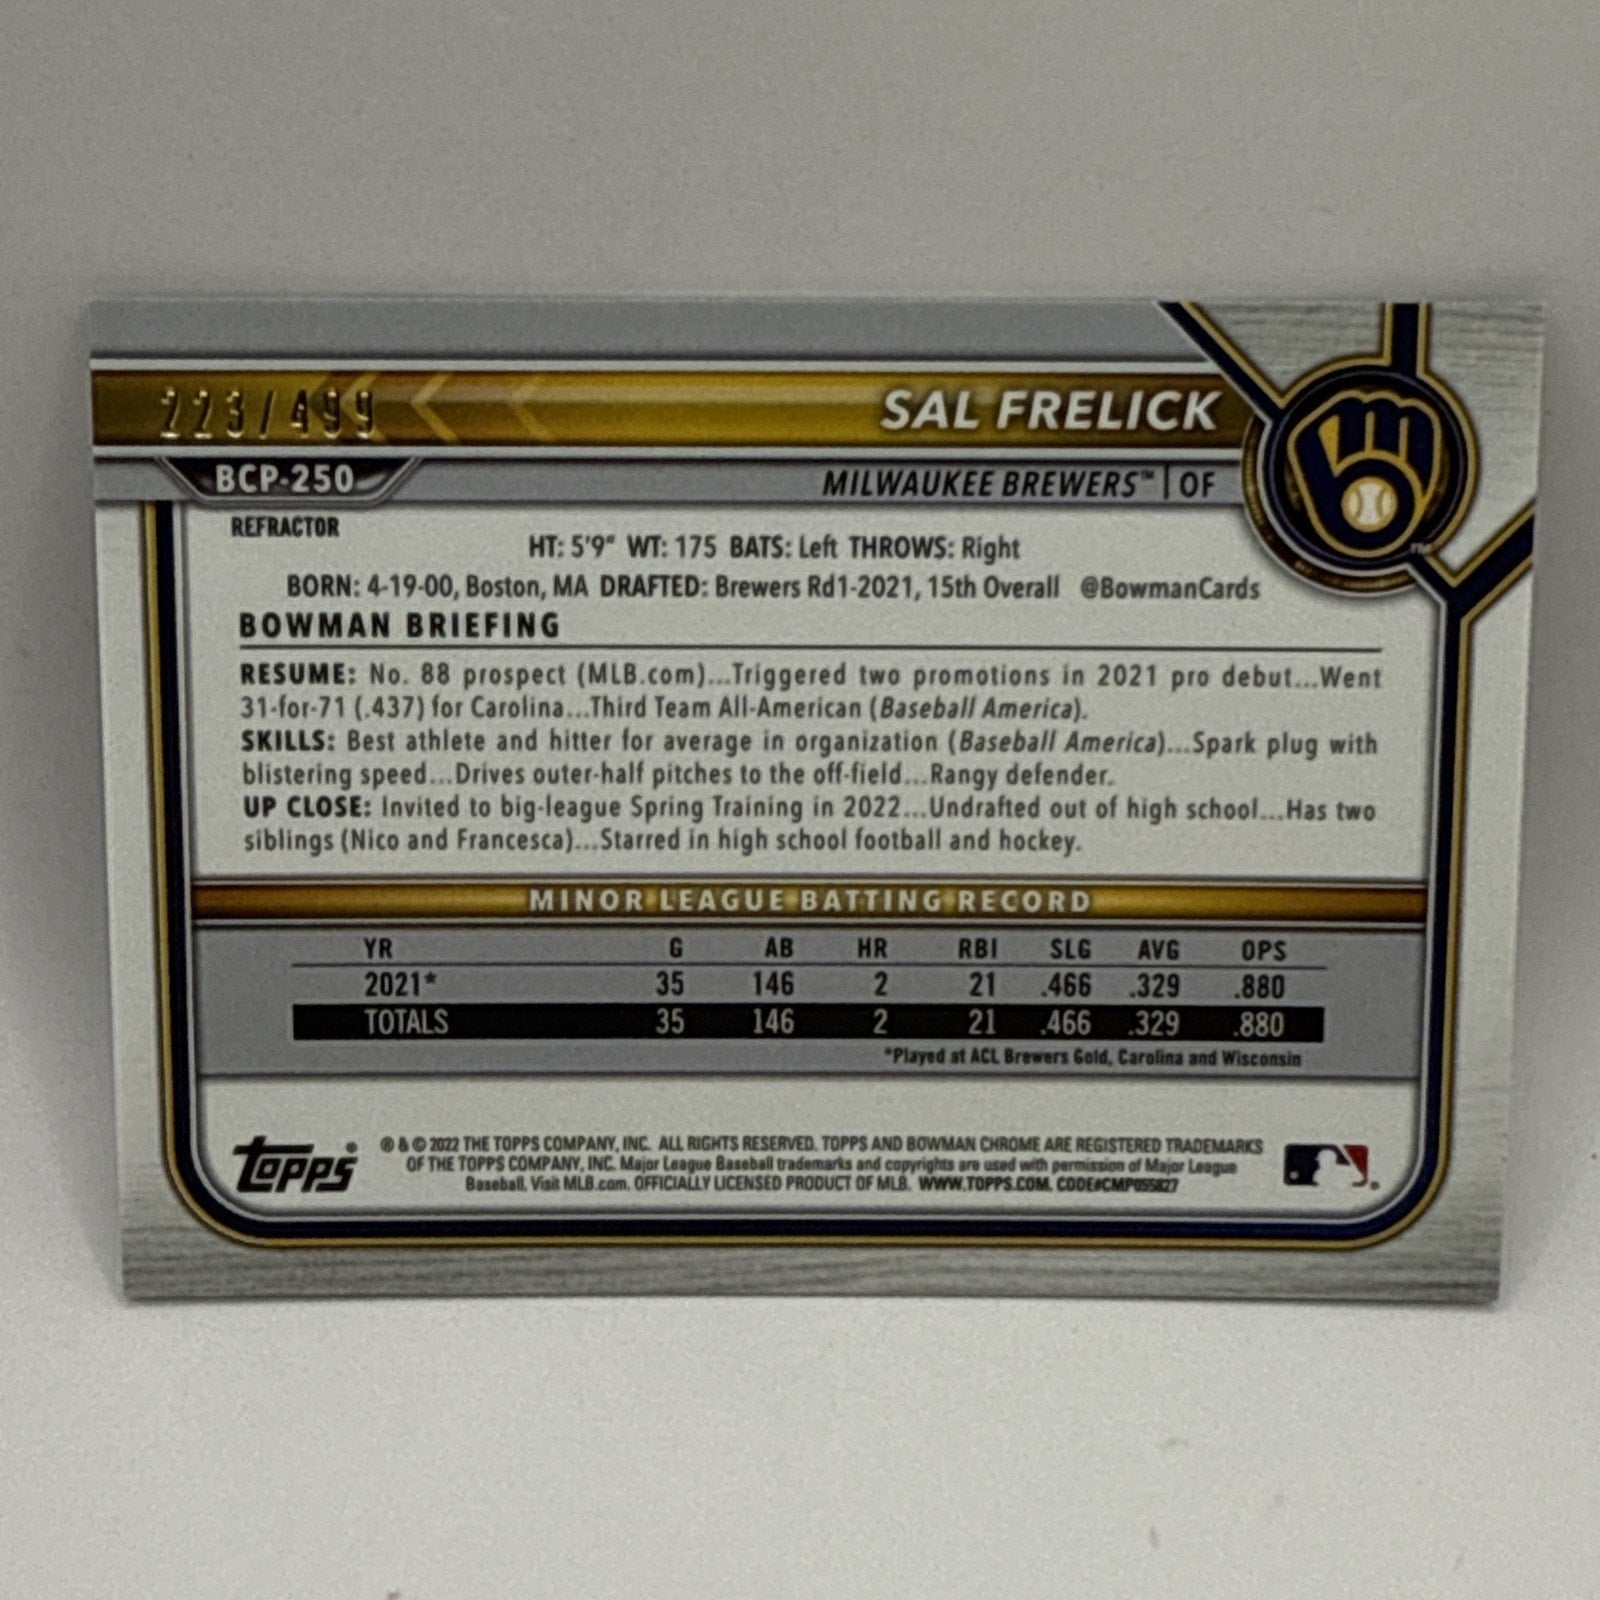 223/499
SAL FRELICK
BCP-250
MILWAUKEE BREWERS™ | OF
REFRACTOR
HT: 5'9" WT: 175 BATS: Left THROWS: Right
BORN: 4-19-00, Boston, MA DRAFTED: Brewers Rd1-2021, 15th Overall @BowmanCards
BOWMAN BRIEFING
RESUME: No. 88 prospect (MLB.com)...Triggered two promotions in 2021 pro debut...Went
31-for-71 (.437) for Carolina...Third Team All-American (Baseball America).
SKILLS: Best athlete and hitter for average in organization (Baseball America)...Spark plug with
blistering speed...Drives outer-half pitches to the off-field...Rangy defender.
UP CLOSE: Invited to big-league Spring Training in 2022...Undrafted out of high school...Has two
siblings (Nico and Francesca)...Starred in high school football and hockey.
MINOR LEAGUE BATTING RECORD
YR G AB HR RBI SLG AVG OPS
2021* 35 146 2 21 .466 .329 .880
TOTALS 35 146 2 21 .466 .329 .880
*Played at ACL Brewers Gold, Carolina and Wisconsin
topps®
® & © 2022 THE TOPPS COMPANY, INC. ALL RIGHTS RESERVED. TOPPS AND BOWMAN CHROME ARE REGISTERED TRADEMARKS
OF THE TOPPS COMPANY, INC. Major League Baseball trademarks and copyrights are used with permission of Major League
Baseball. Visit MLB.com. OFFICIALLY LICENSED PRODUCT OF MLB. WWW.TOPPS.COM. CODE#CMP055827